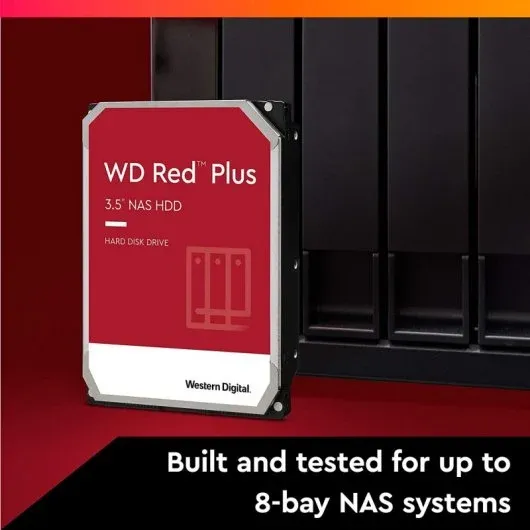 WD Red™ Plus
3.5" NAS HDD
HARD DISK DRIVE
Western Digital.
Built and tested for up to
8-bay NAS systems